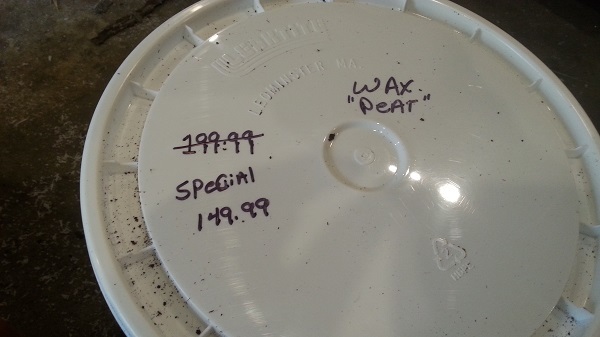 LEOMINSTER MA.
WAX
"PEAT"
199.99
SPECIAL
149.99